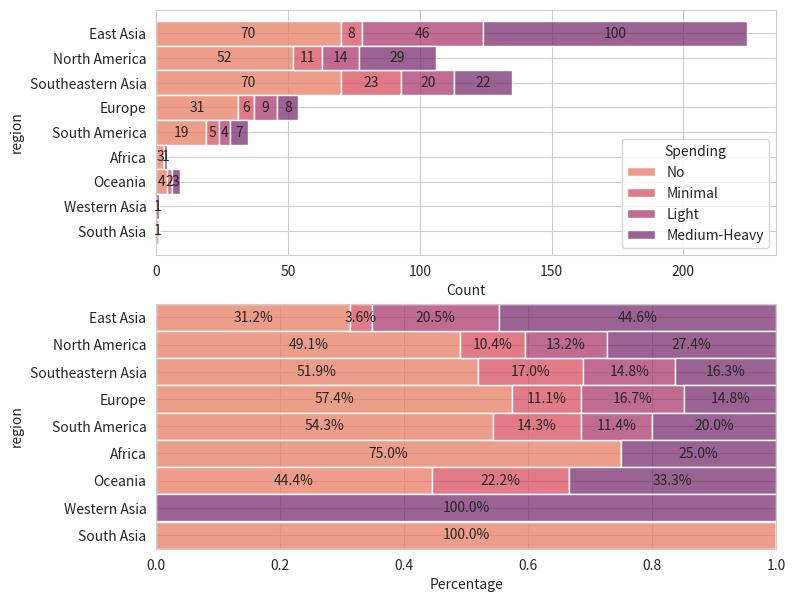 East Asia 70 8 46 100
North America 52 11 14 29
Southeastern Asia 70 23 20 22
Europe 31 6 9 8
South America 19 5 4 7
Africa 3 1
Oceania 4 2 3
Western Asia 1
South Asia 1
region
Spending
No
Minimal
Light
Medium-Heavy
0 50 100 150 200
Count
East Asia 31.2% 3.6% 20.5% 44.6%
North America 49.1% 10.4% 13.2% 27.4%
Southeastern Asia 51.9% 17.0% 14.8% 16.3%
Europe 57.4% 11.1% 16.7% 14.8%
South America 54.3% 14.3% 11.4% 20.0%
Africa 75.0% 25.0%
Oceania 44.4% 22.2% 33.3%
Western Asia 100.0%
South Asia 100.0%
region
0.0 0.2 0.4 0.6 0.8 1.0
Percentage